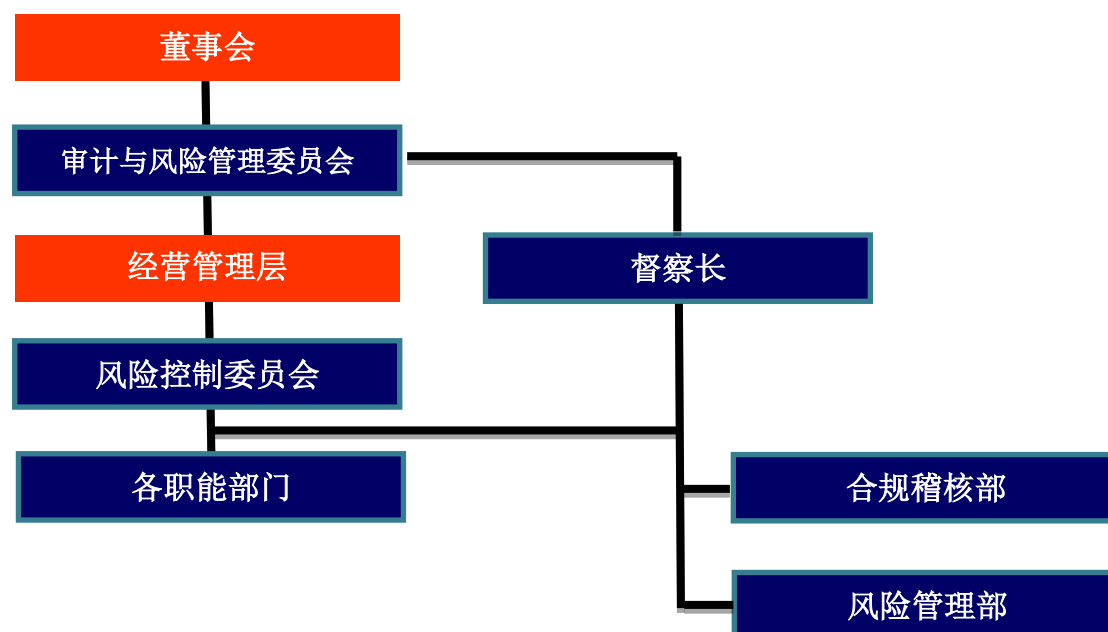 董事会
审计与风险管理委员会
经营管理层
督察长
风险控制委员会
各职能部门
合规稽核部
风险管理部